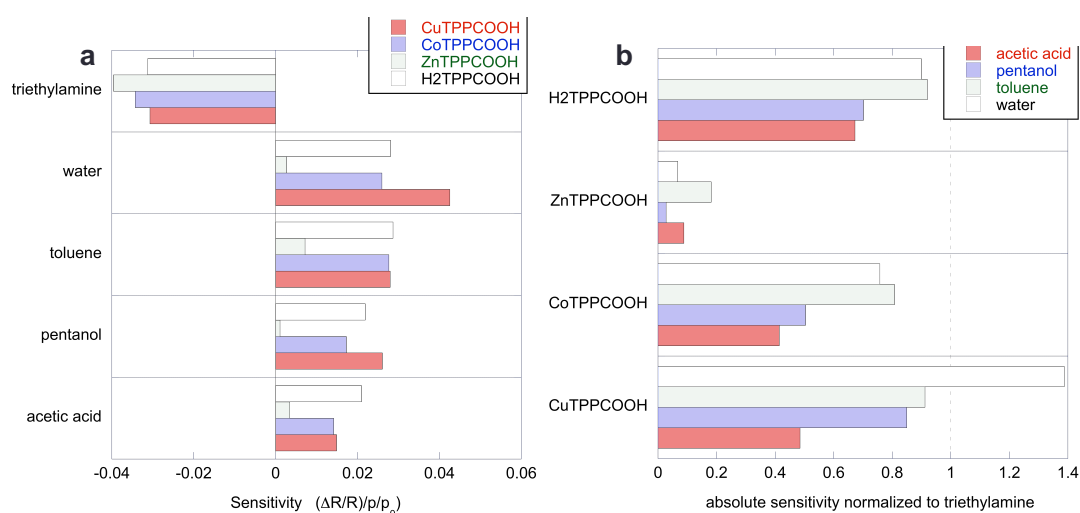 a
CuTPPCOOH
CoTPPCOOH
ZnTPPCOOH
H2TPPCOOH
triethylamine
water
toluene
pentanol
acetic acid
-0.04 -0.02 0 0.02 0.04 0.06
Sensitivity (ΔR/R)/p/p0)
b
acetic acid
pentanol
toluene
water
H2TPPCOOH
ZnTPPCOOH
CoTPPCOOH
CuTPPCOOH
0 0.2 0.4 0.6 0.8 1 1.2 1.4
absolute sensitivity normalized to triethylamine